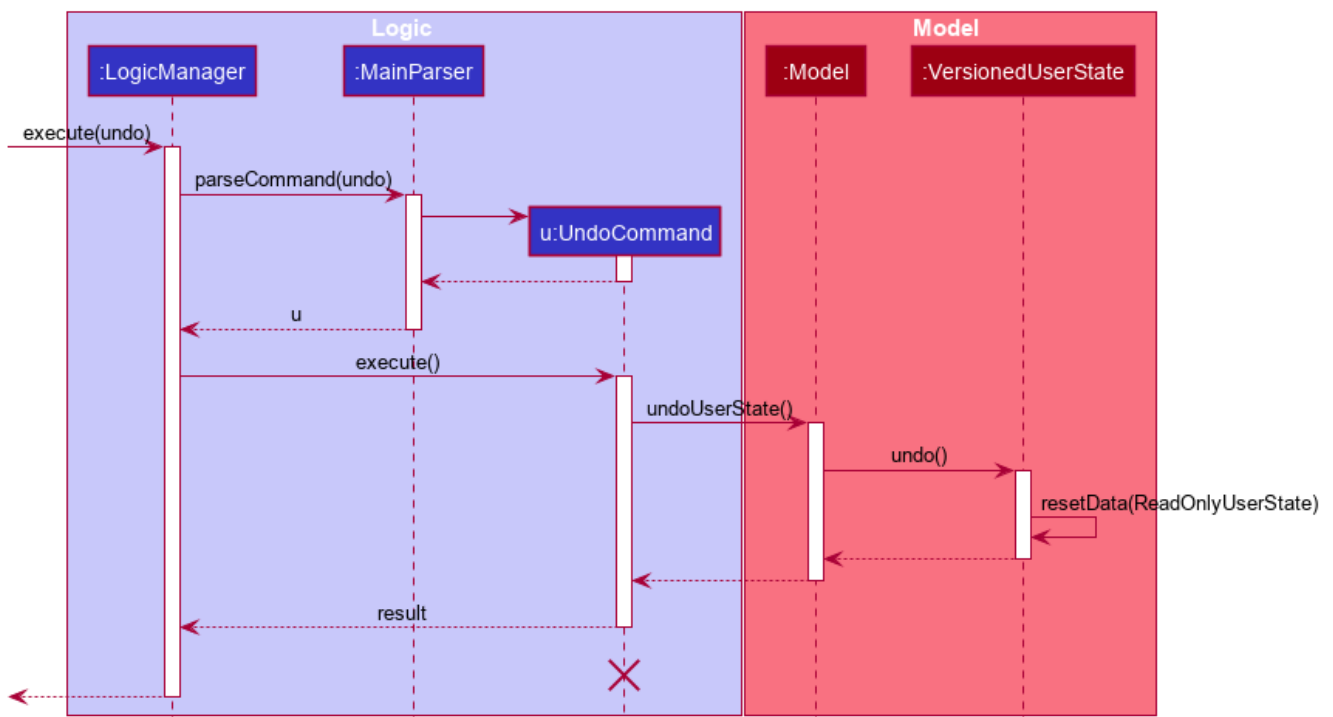 Logic
Model
:LogicManager
:MainParser
:Model
:VersionedUserState
execute(undo)
parseCommand(undo)
u:UndoCommand
u
execute()
undoUserState()
undo()
resetData(ReadOnlyUserState)
result